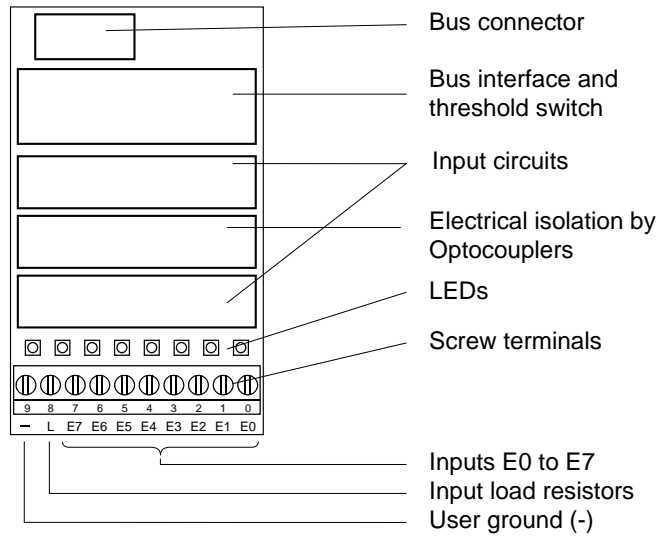 Bus connector
Bus interface and
threshold switch
Input circuits
Electrical isolation by
Optocouplers
LEDs
Screw terminals
9 8 7 6 5 4 3 2 1 0
– L E7 E6 E5 E4 E3 E2 E1 E0
Inputs E0 to E7
Input load resistors
User ground (-)